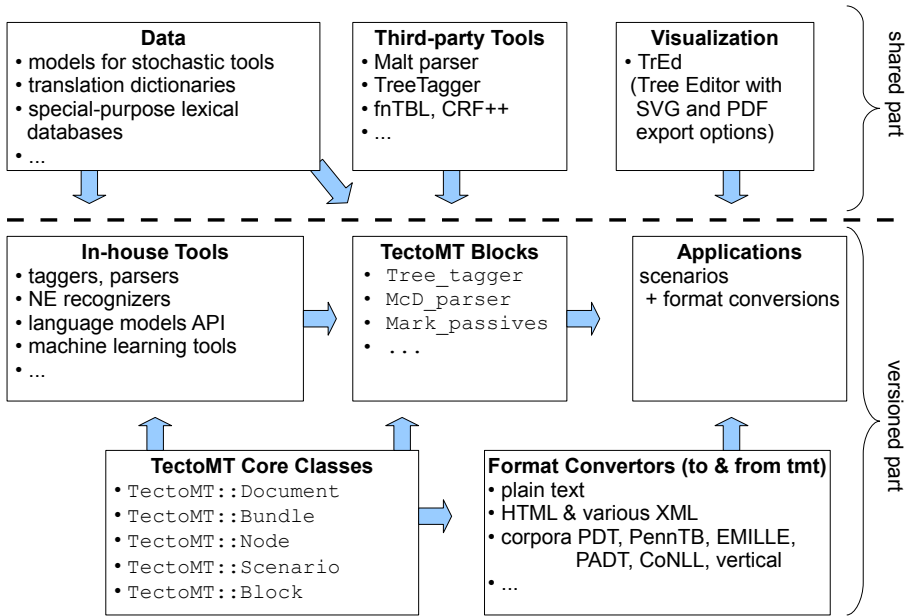 Data
• models for stochastic tools
• translation dictionaries
• special-purpose lexical
databases
• ...
Third-party Tools
• Malt parser
• TreeTagger
• fnTBL, CRF++
• ...
Visualization
• TrEd
(Tree Editor with
SVG and PDF
export options)
shared part
In-house Tools
• taggers, parsers
• NE recognizers
• language models API
• machine learning tools
• ...
TectoMT Blocks
• Tree_tagger
• McD_parser
• Mark_passives
• ...
Applications
scenarios
+ format conversions
versioned part
TectoMT Core Classes
• TectoMT::Document
• TectoMT::Bundle
• TectoMT::Node
• TectoMT::Scenario
• TectoMT::Block
Format Convertors (to & from tmt)
• plain text
• HTML & various XML
• corpora PDT, PennTB, EMILLE,
PADT, CoNLL, vertical
• ...